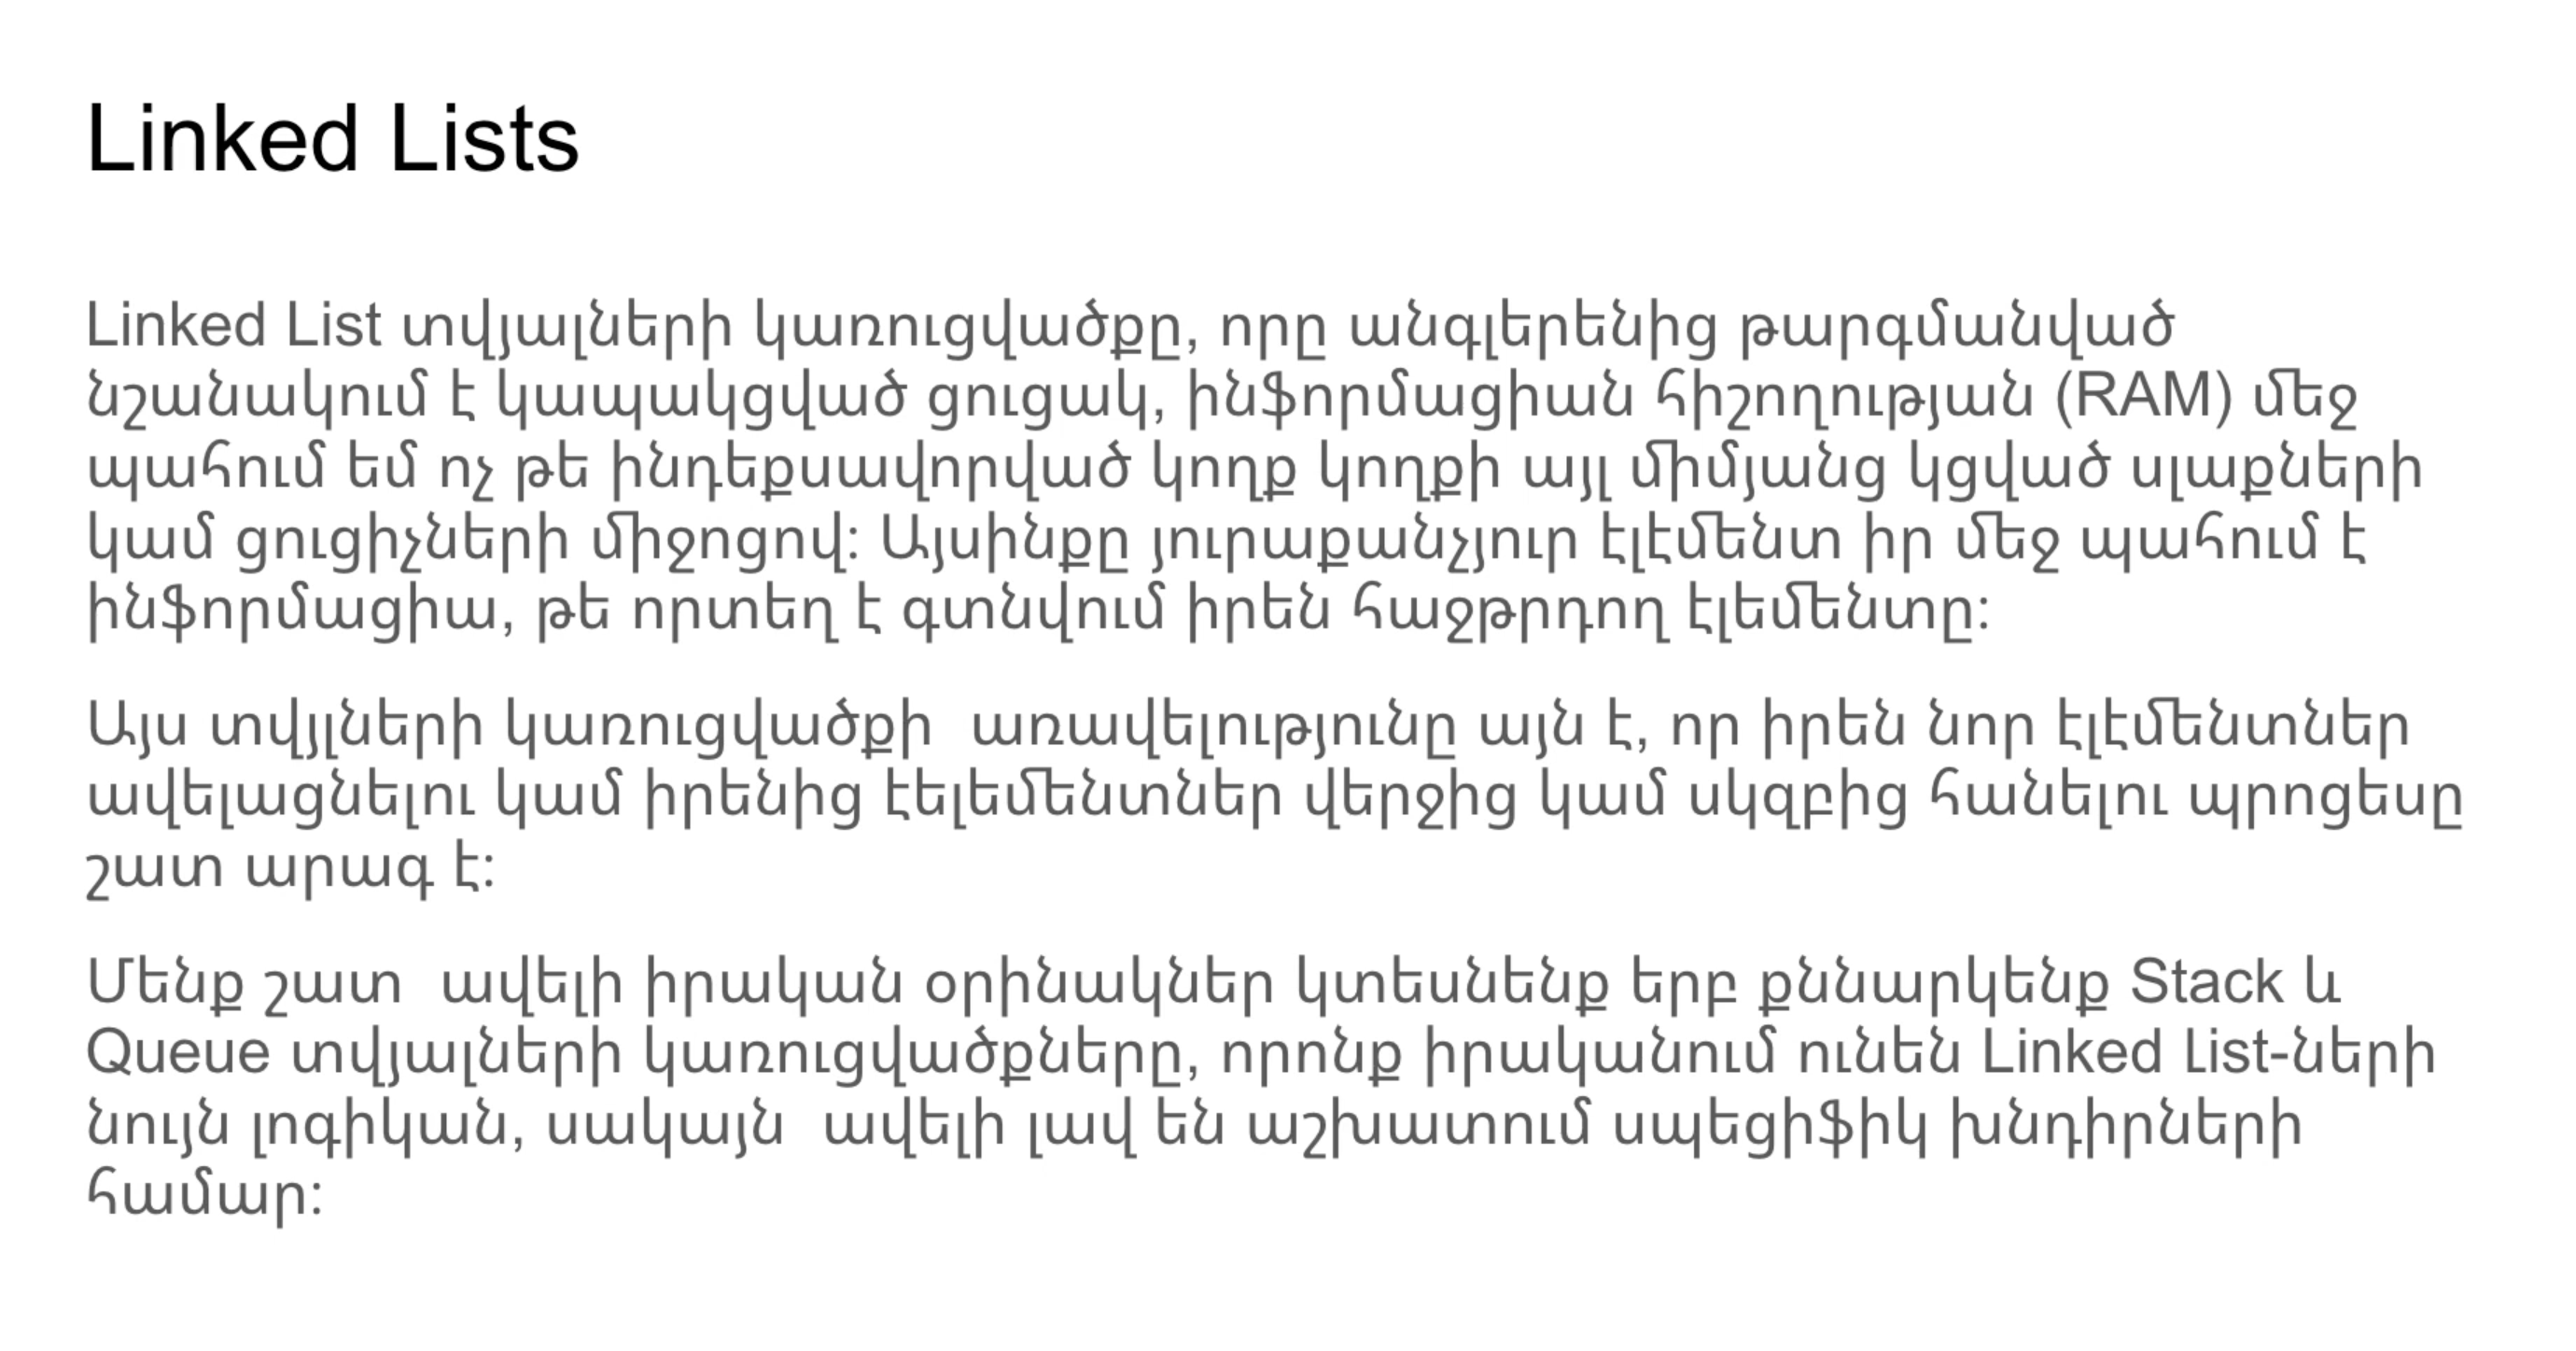 Linked Lists
Linked List տվյալների կառուցվածքը, որը անգլերենից թարգմանված
նշանակում է կապակցված ցուցակ, ինֆորմացիան հիշողության (RAM) մեջ
պահում եմ ոչ թե ինդեքսավորված կողք կողքի այլ միմյանց կցված սլաքների
կամ ցուցիչների միջոցով: Այսինքը յուրաքանչյուր էլէմենտ իր մեջ պահում է
ինֆորմացիա, թե որտեղ է գտնվում իրեն հաջթրդող էլեմենտը:
Այս տվյլների կառուցվածքի  առավելությունը այն է, որ իրեն նոր էլէմենտներ
ավելացնելու կամ իրենից էելեմենտներ վերջից կամ սկզբից հանելու պրոցեսը
շատ արագ է:
Մենք շատ  ավելի իրական օրինակներ կտեսնենք երբ քննարկենք Stack և
Queue տվյալների կառուցվածքները, որոնք իրականում ունեն Linked List-ների
նույն լոգիկան, սակայն  ավելի լավ են աշխատում սպեցիֆիկ խնդիրների
համար: